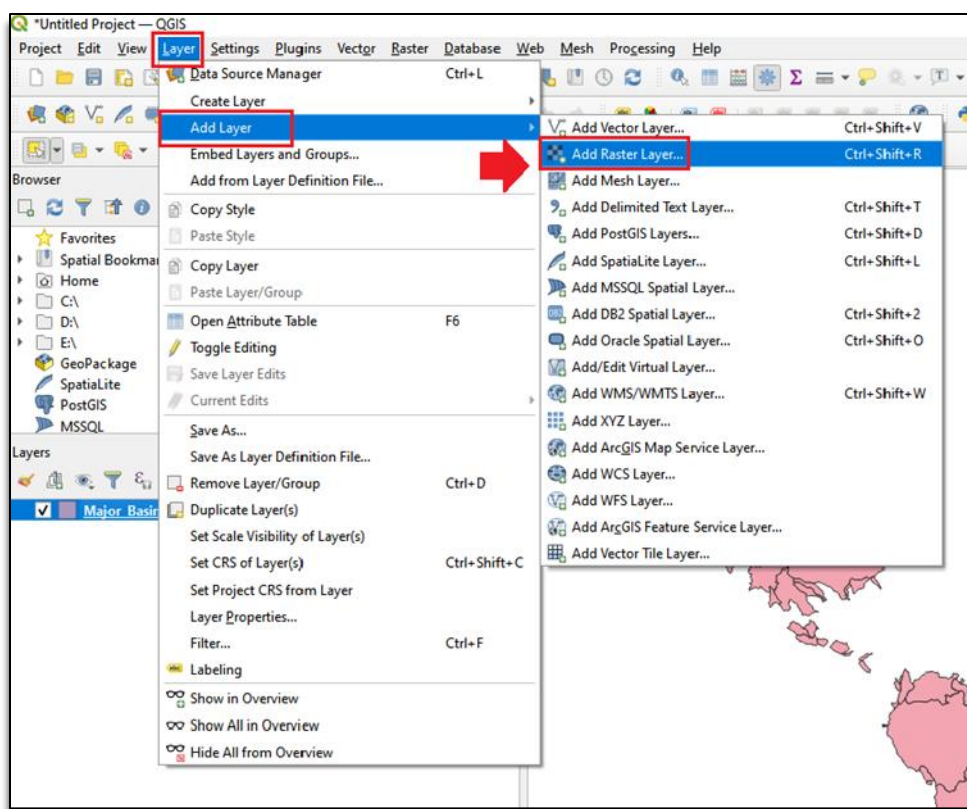 *Untitled Project — QGIS
Project Edit View Layer Settings Plugins Vector Raster Database Web Mesh Processing Help
Data Source Manager Ctrl+L
Create Layer
Add Layer
Embed Layers and Groups...
Add from Layer Definition File...
Copy Style
Paste Style
Copy Layer
Paste Layer/Group
Open Attribute Table F6
Toggle Editing
Save Layer Edits
Current Edits
Save As...
Save As Layer Definition File...
Remove Layer/Group Ctrl+D
Duplicate Layer(s)
Set Scale Visibility of Layer(s)
Set CRS of Layer(s) Ctrl+Shift+C
Set Project CRS from Layer
Layer Properties...
Filter... Ctrl+F
Labeling
Show in Overview
Show All in Overview
Hide All from Overview
Add Vector Layer... Ctrl+Shift+V
Add Raster Layer... Ctrl+Shift+R
Add Mesh Layer...
Add Delimited Text Layer... Ctrl+Shift+T
Add PostGIS Layers... Ctrl+Shift+D
Add SpatiaLite Layer... Ctrl+Shift+L
Add MSSQL Spatial Layer...
Add DB2 Spatial Layer... Ctrl+Shift+2
Add Oracle Spatial Layer... Ctrl+Shift+O
Add/Edit Virtual Layer...
Add WMS/WMTS Layer... Ctrl+Shift+W
Add XYZ Layer...
Add ArcGIS Map Service Layer...
Add WCS Layer...
Add WFS Layer...
Add ArcGIS Feature Service Layer...
Add Vector Tile Layer...
Browser
Favorites
Spatial Bookma
Home
C:\
D:\
E:\
GeoPackage
SpatiaLite
PostGIS
MSSQL
Layers
Major Basin